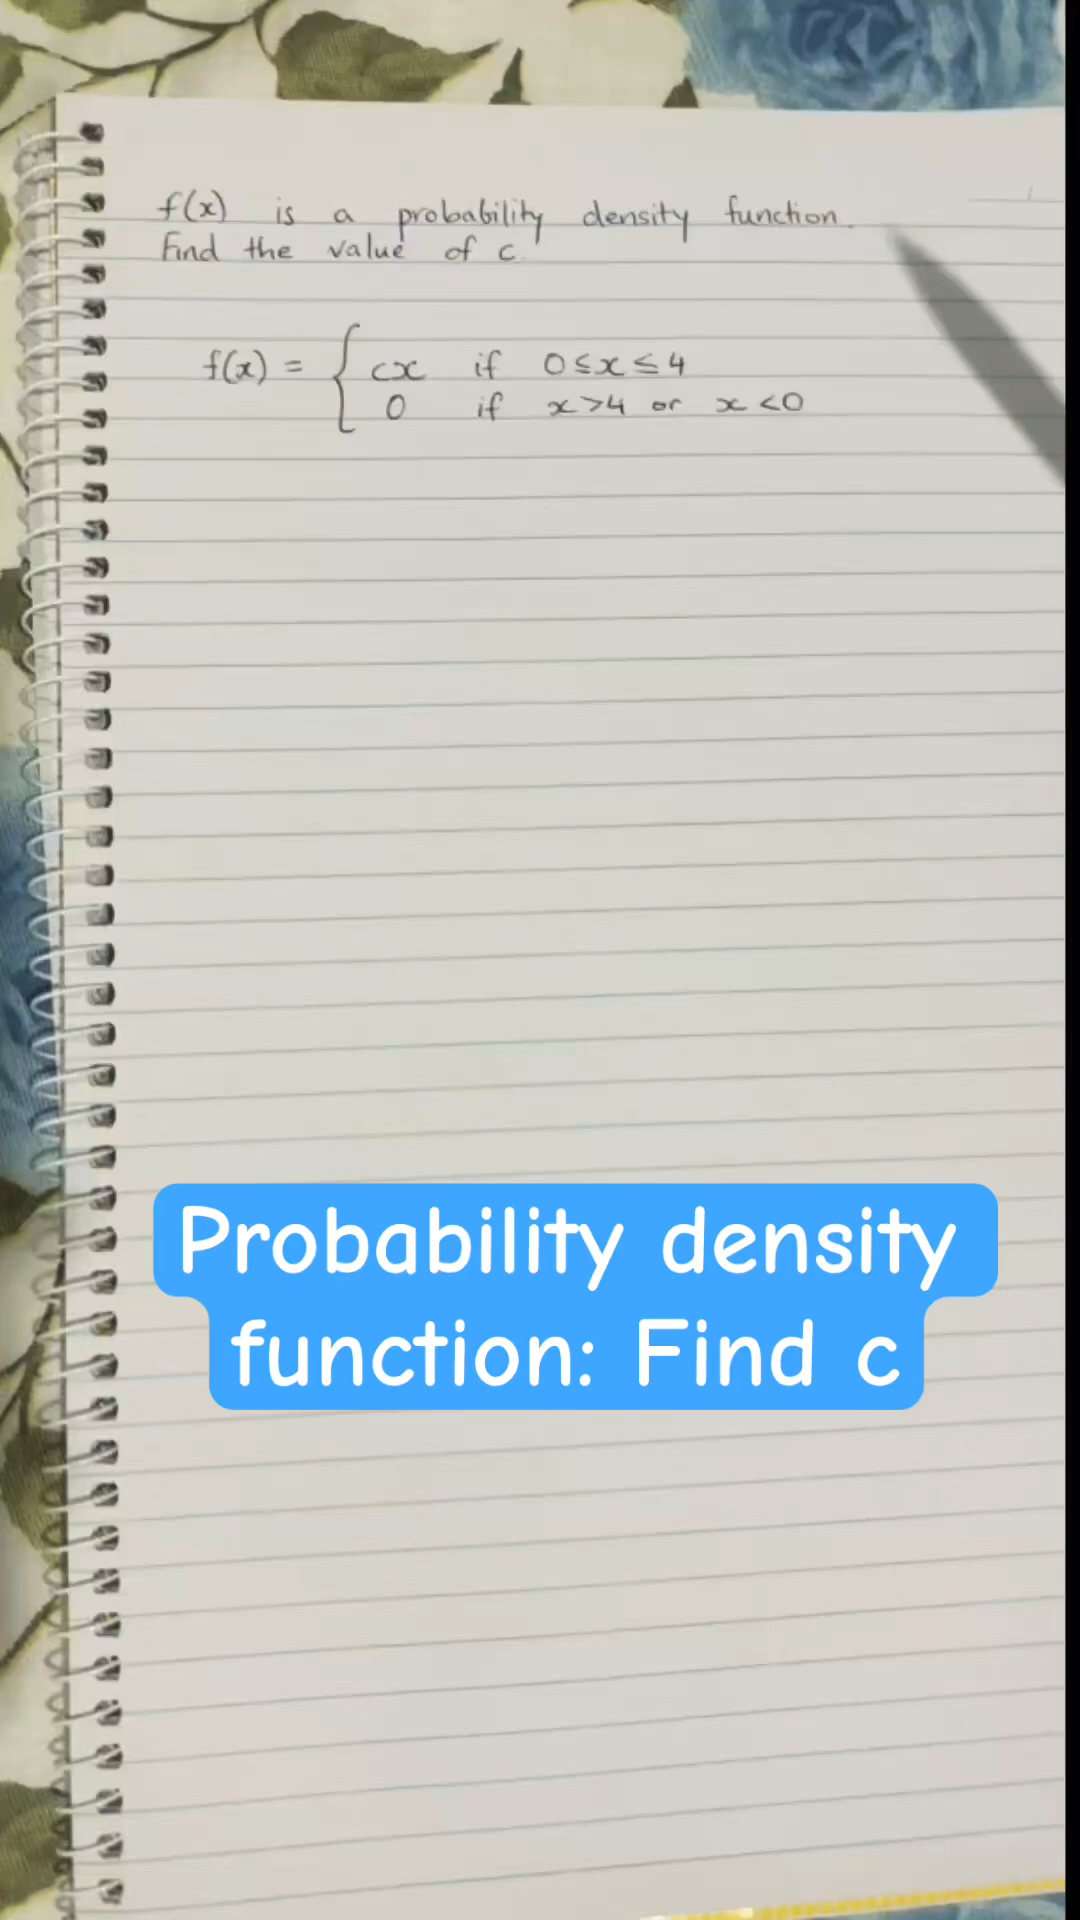 f(x) is a probability density function.
Find the value of c
f(x) = { cx if 0≤x≤4
0 if x>4 or x<0
Probability density
function: Find c